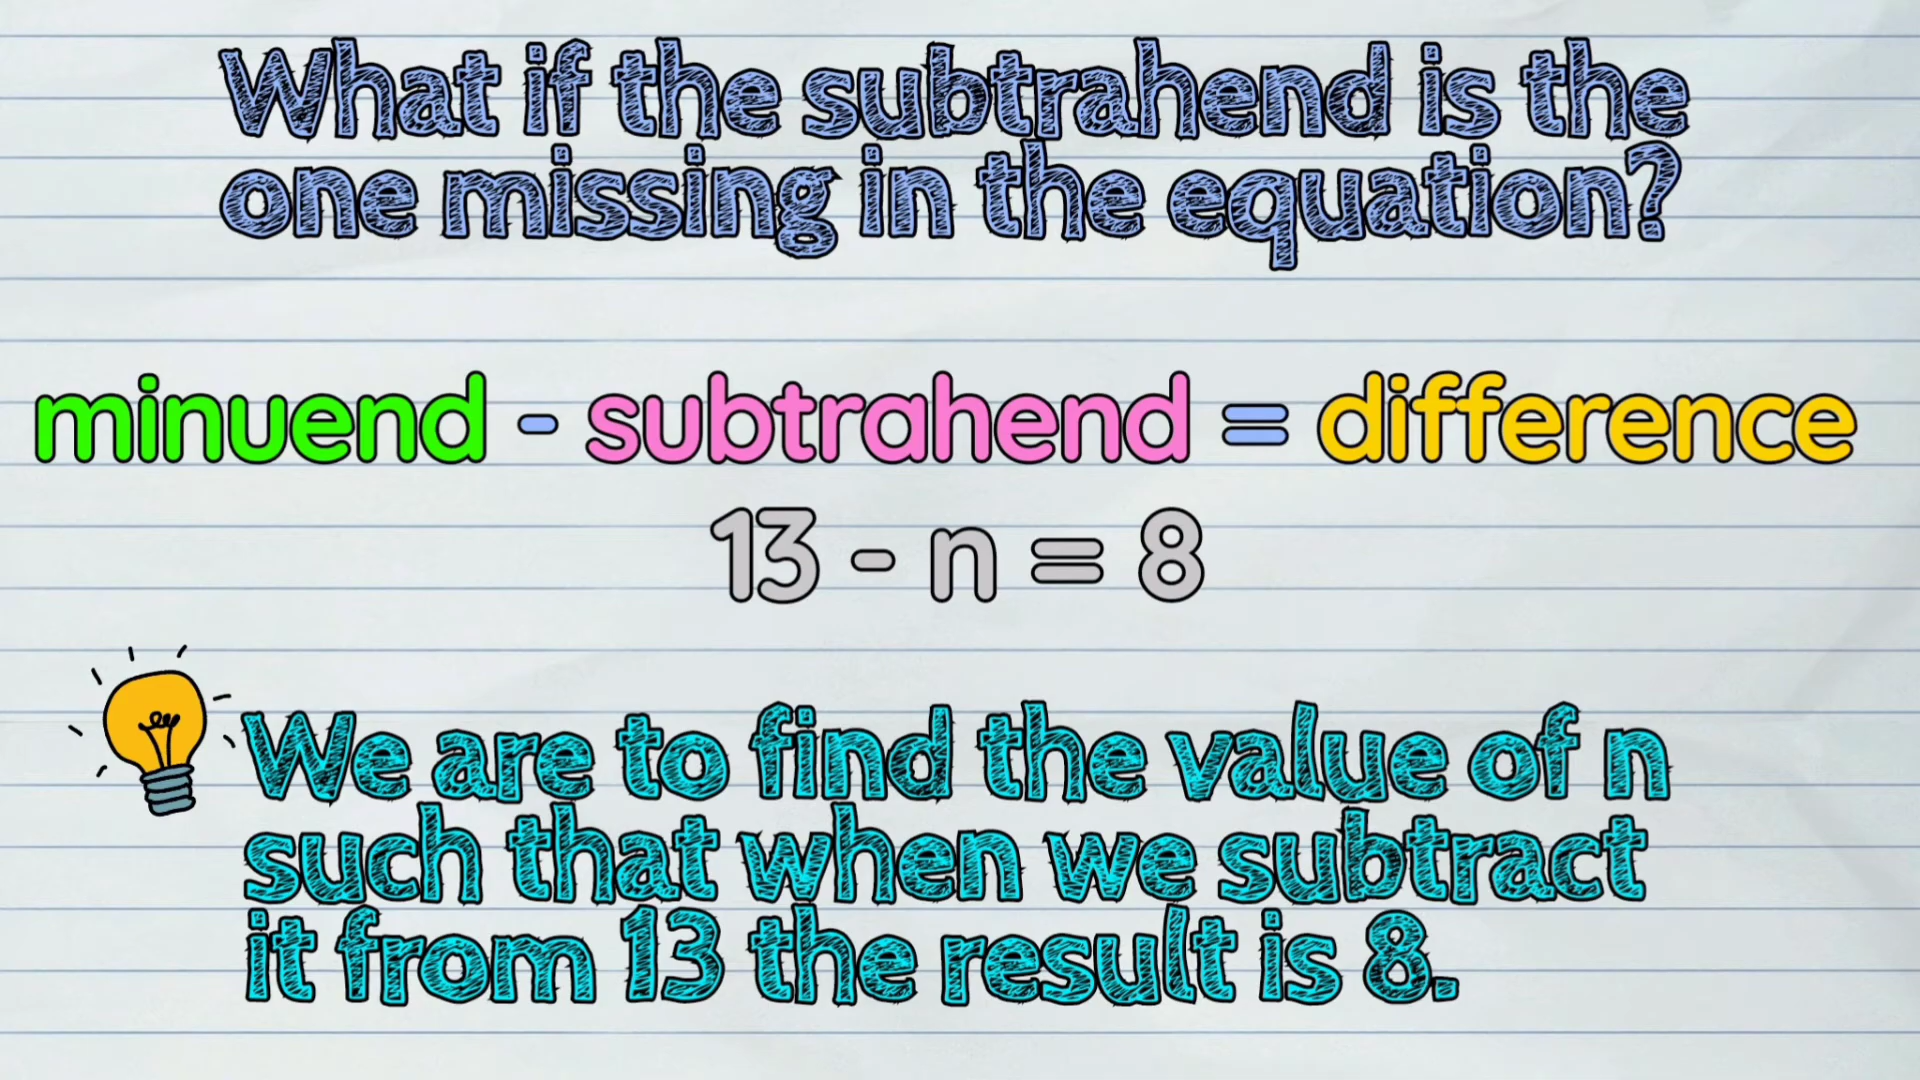 What if the subtrahend is the
one missing in the equation?
minuend - subtrahend = difference
13 - n = 8
We are to find the value of n
such that when we subtract
it from 13 the result is 8.